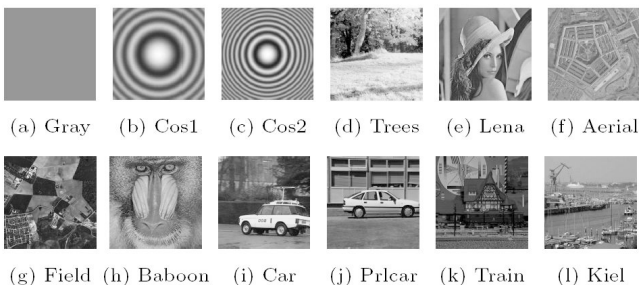 (a) Gray (b) Cos1 (c) Cos2 (d) Trees (e) Lena (f) Aerial
(g) Field (h) Baboon (i) Car (j) Prlcar (k) Train (l) Kiel